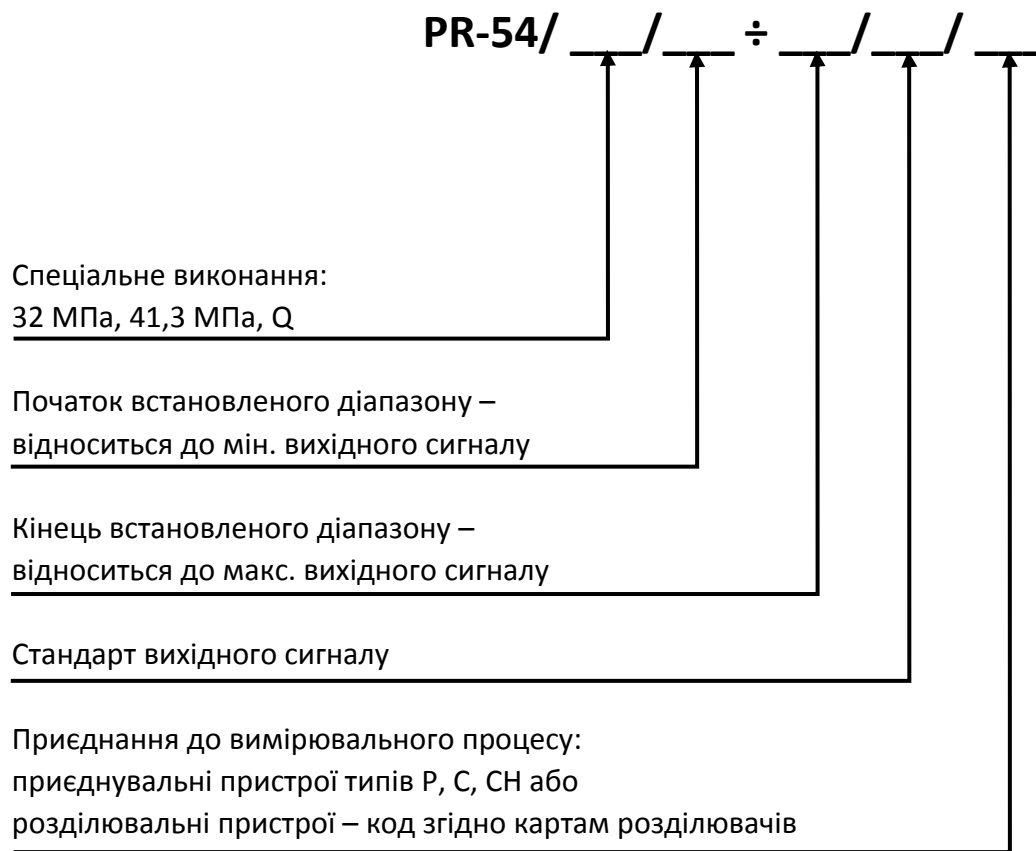 PR-54/ ___/___ ÷ ___/___/ ___
Спеціальне виконання:
32 МПа, 41,3 МПа, Q
Початок встановленого діапазону –
відноситься до мін. вихідного сигналу
Кінець встановленого діапазону –
відноситься до макс. вихідного сигналу
Стандарт вихідного сигналу
Приєднання до вимірювального процесу:
приєднувальні пристрої типів P, C, CH або
розділювальні пристрої – код згідно картам розділювачів